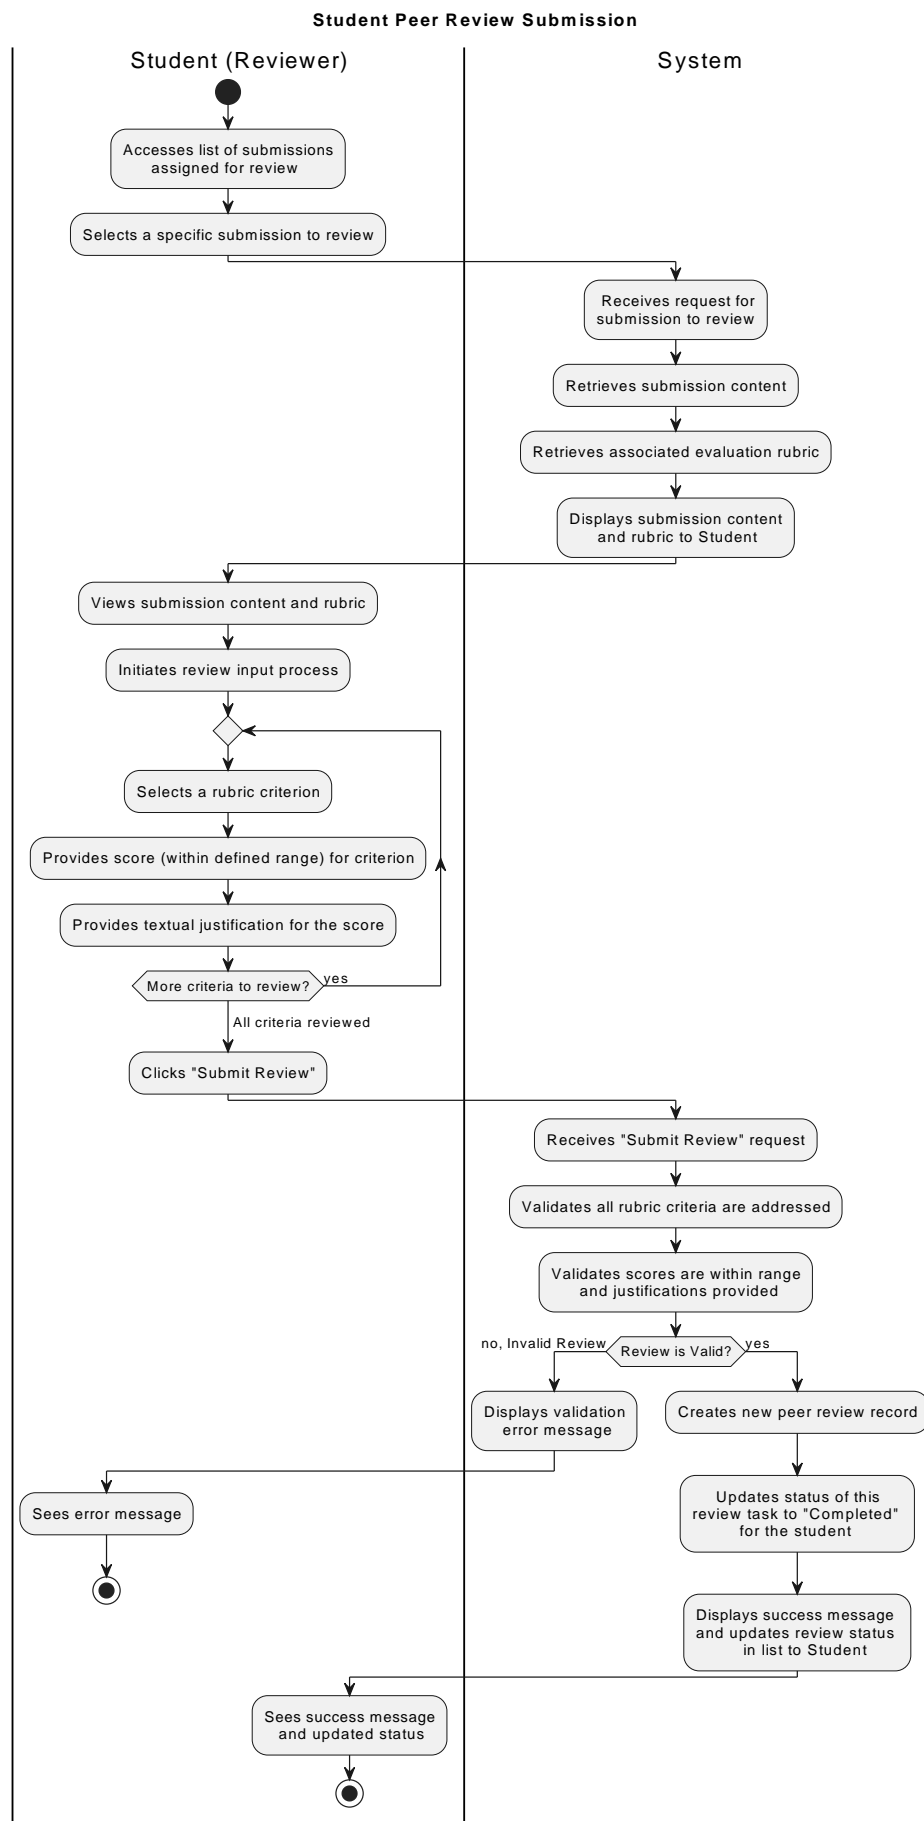 Student Peer Review Submission
Student (Reviewer)
System
Accesses list of submissions
assigned for review
Selects a specific submission to review
Receives request for
submission to review
Retrieves submission content
Retrieves associated evaluation rubric
Displays submission content
and rubric to Student
Views submission content and rubric
Initiates review input process
Selects a rubric criterion
Provides score (within defined range) for criterion
Provides textual justification for the score
More criteria to review?
yes
All criteria reviewed
Clicks "Submit Review"
Receives "Submit Review" request
Validates all rubric criteria are addressed
Validates scores are within range
and justifications provided
no, Invalid Review
Review is Valid?
yes
Displays validation
error message
Creates new peer review record
Sees error message
Updates status of this
review task to "Completed"
for the student
Displays success message
and updates review status
in list to Student
Sees success message
and updated status